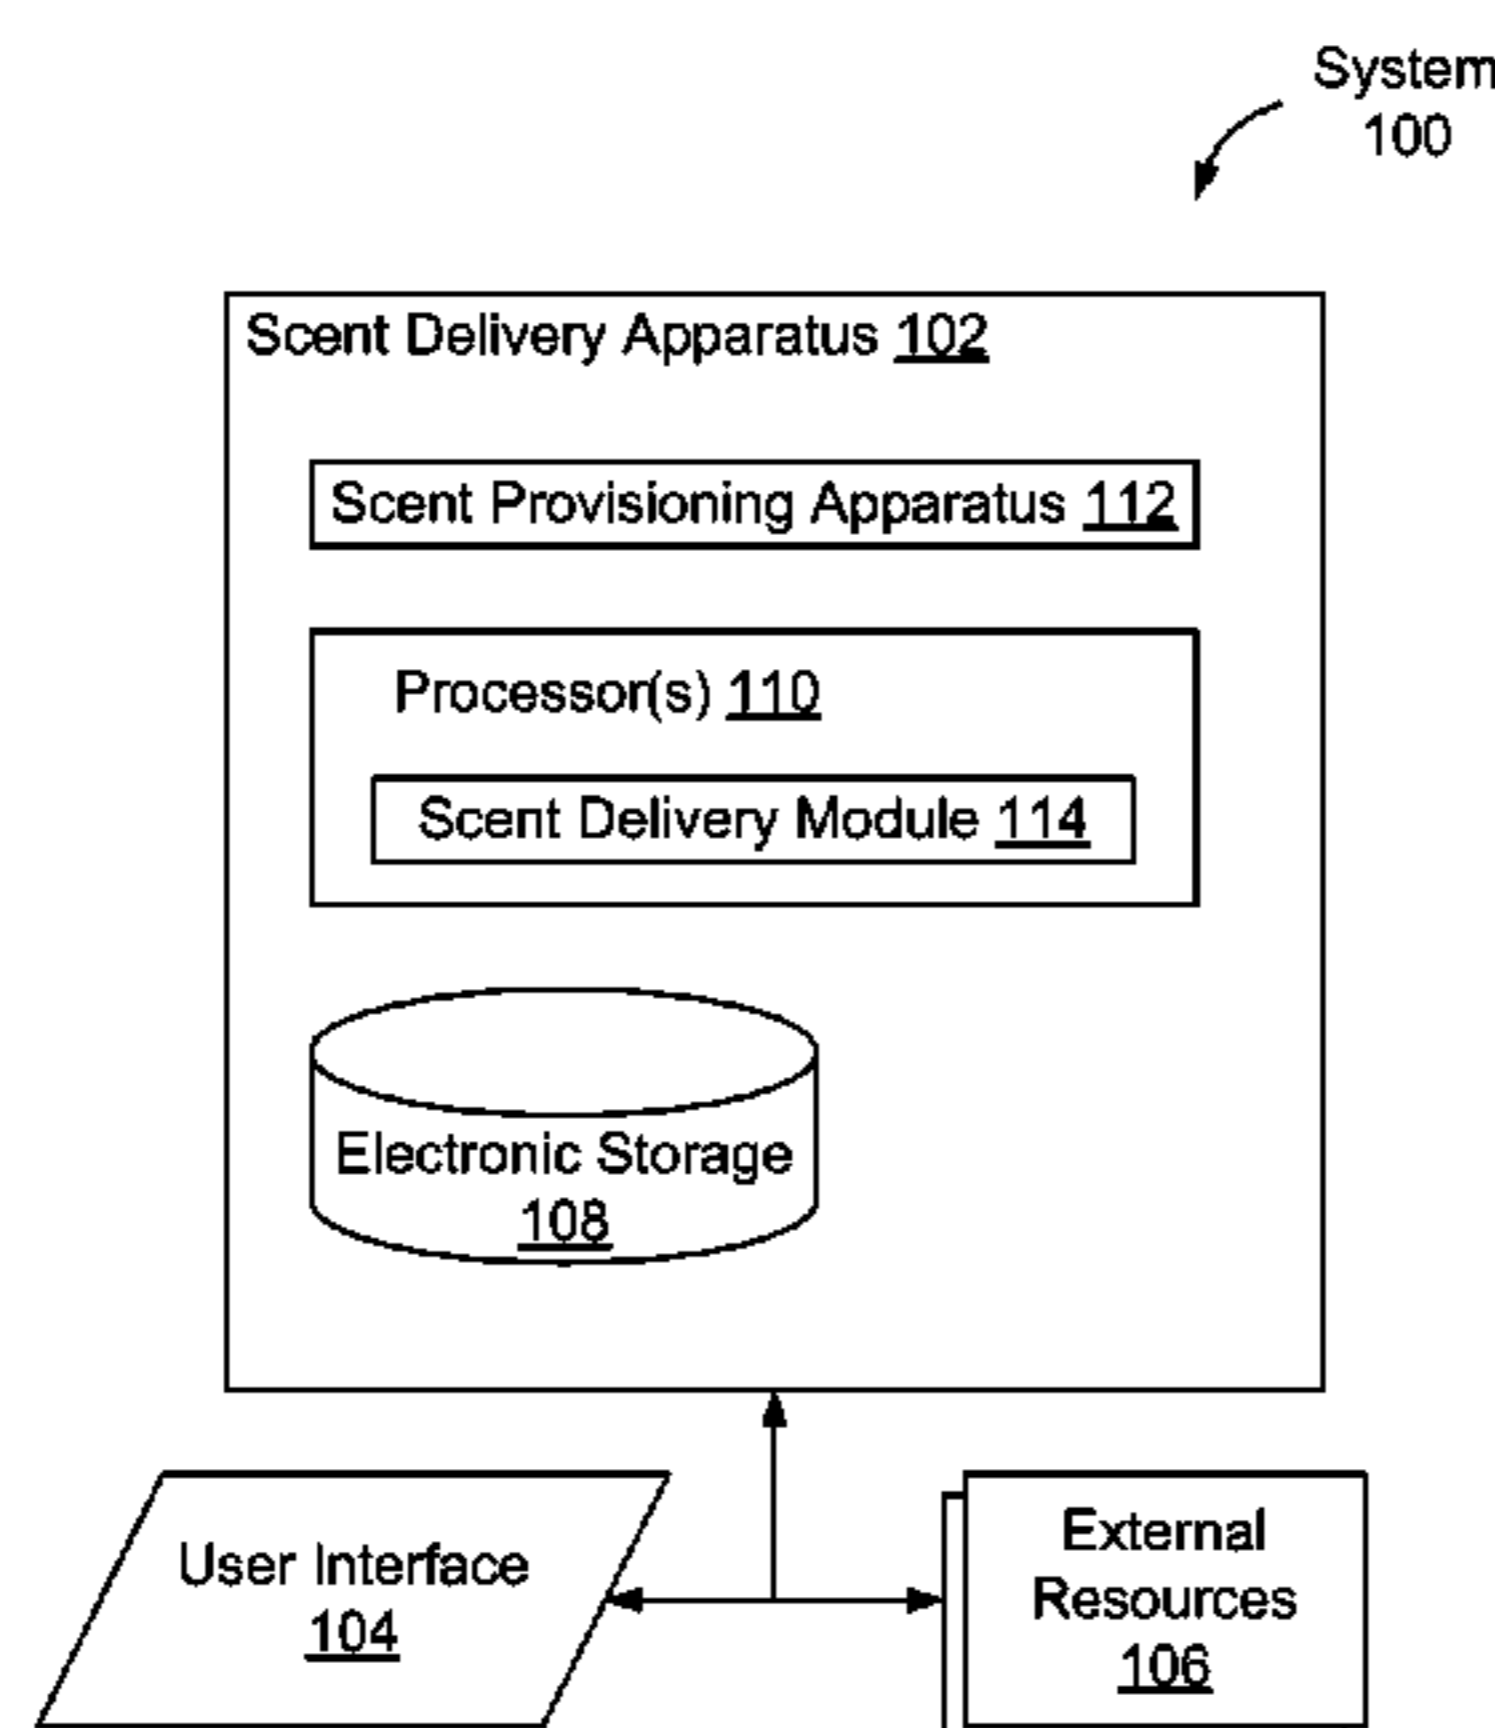 System
100
Scent Delivery Apparatus 102
Scent Provisioning Apparatus 112
Processor(s) 110
Scent Delivery Module 114
Electronic Storage
108
User Interface
104
External
Resources
106